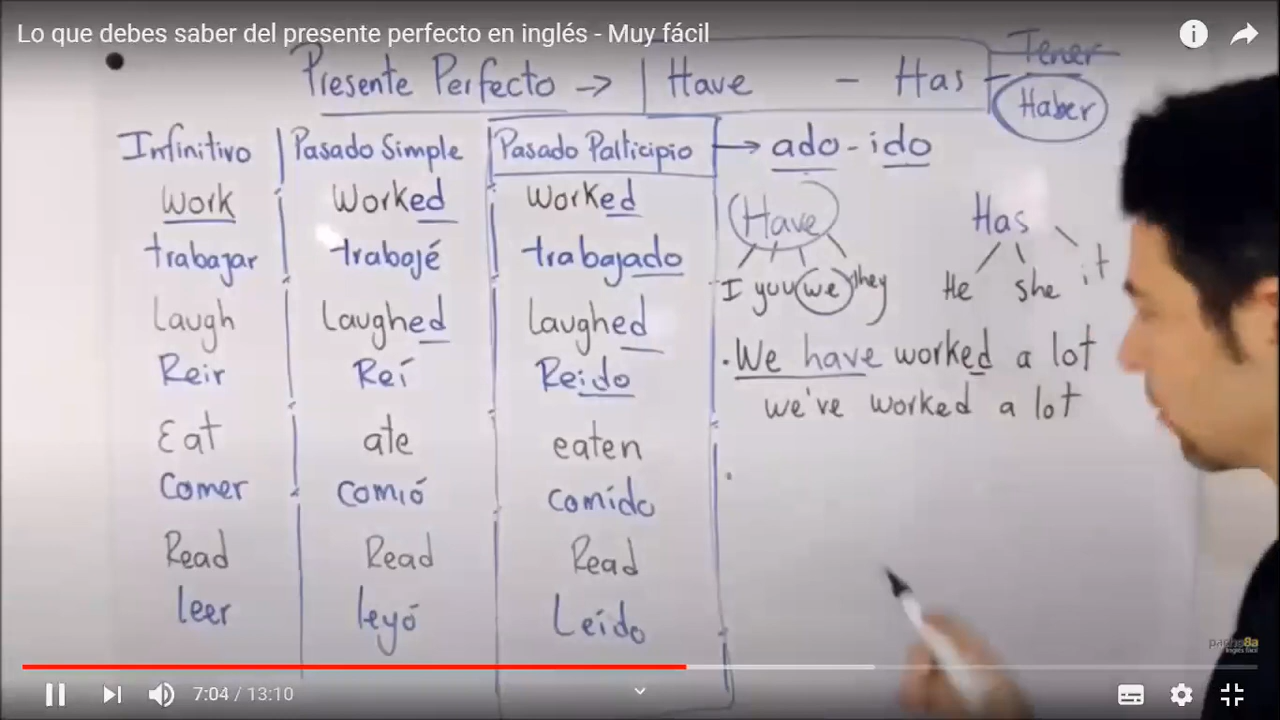 Lo que debes saber del presente perfecto en inglés - Muy fácil
Presente Perfecto → Have - Has - Tener
Haber
Infinitivo Pasado Simple Pasado Participio → ado - ido
Work Worked Worked
trabajar trabajé trabajado
Have Has
I you we they He she it
Laugh Laughed Laughed
Reir Reí Reido
. We have worked a lot
we've worked a lot
Eat ate eaten
Comer comió comido
Read Read Read
leer leyó Leído
pacho8a
inglés fácil
7:04 / 13:10